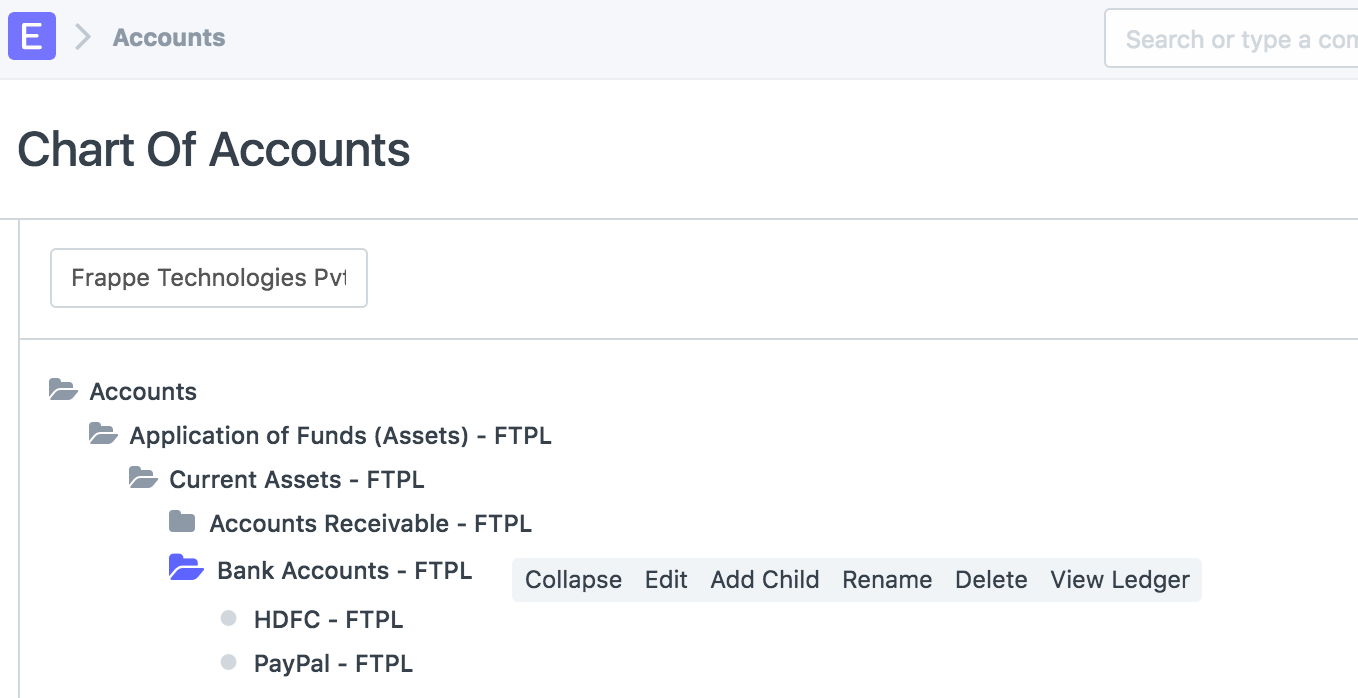 E Accounts Search or type a com
Chart Of Accounts
Frappe Technologies Pvt
Accounts
Application of Funds (Assets) - FTPL
Current Assets - FTPL
Accounts Receivable - FTPL
Bank Accounts - FTPL Collapse Edit Add Child Rename Delete View Ledger
HDFC - FTPL
PayPal - FTPL